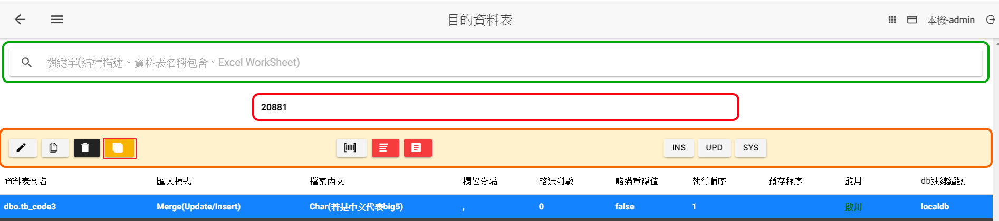 目的資料表
本機-admin
關鍵字(結構描述、資料表名稱包含、Excel WorkSheet)
20881
INS UPD SYS
資料表全名 匯入模式 檔案內文 欄位分隔 略過列數 略過重複值 執行順序 預存程序 啟用 db連線編號
dbo.tb_code3 Merge(Update/Insert) Char(若是中文代表big5) , 0 false 1 啟用 localdb